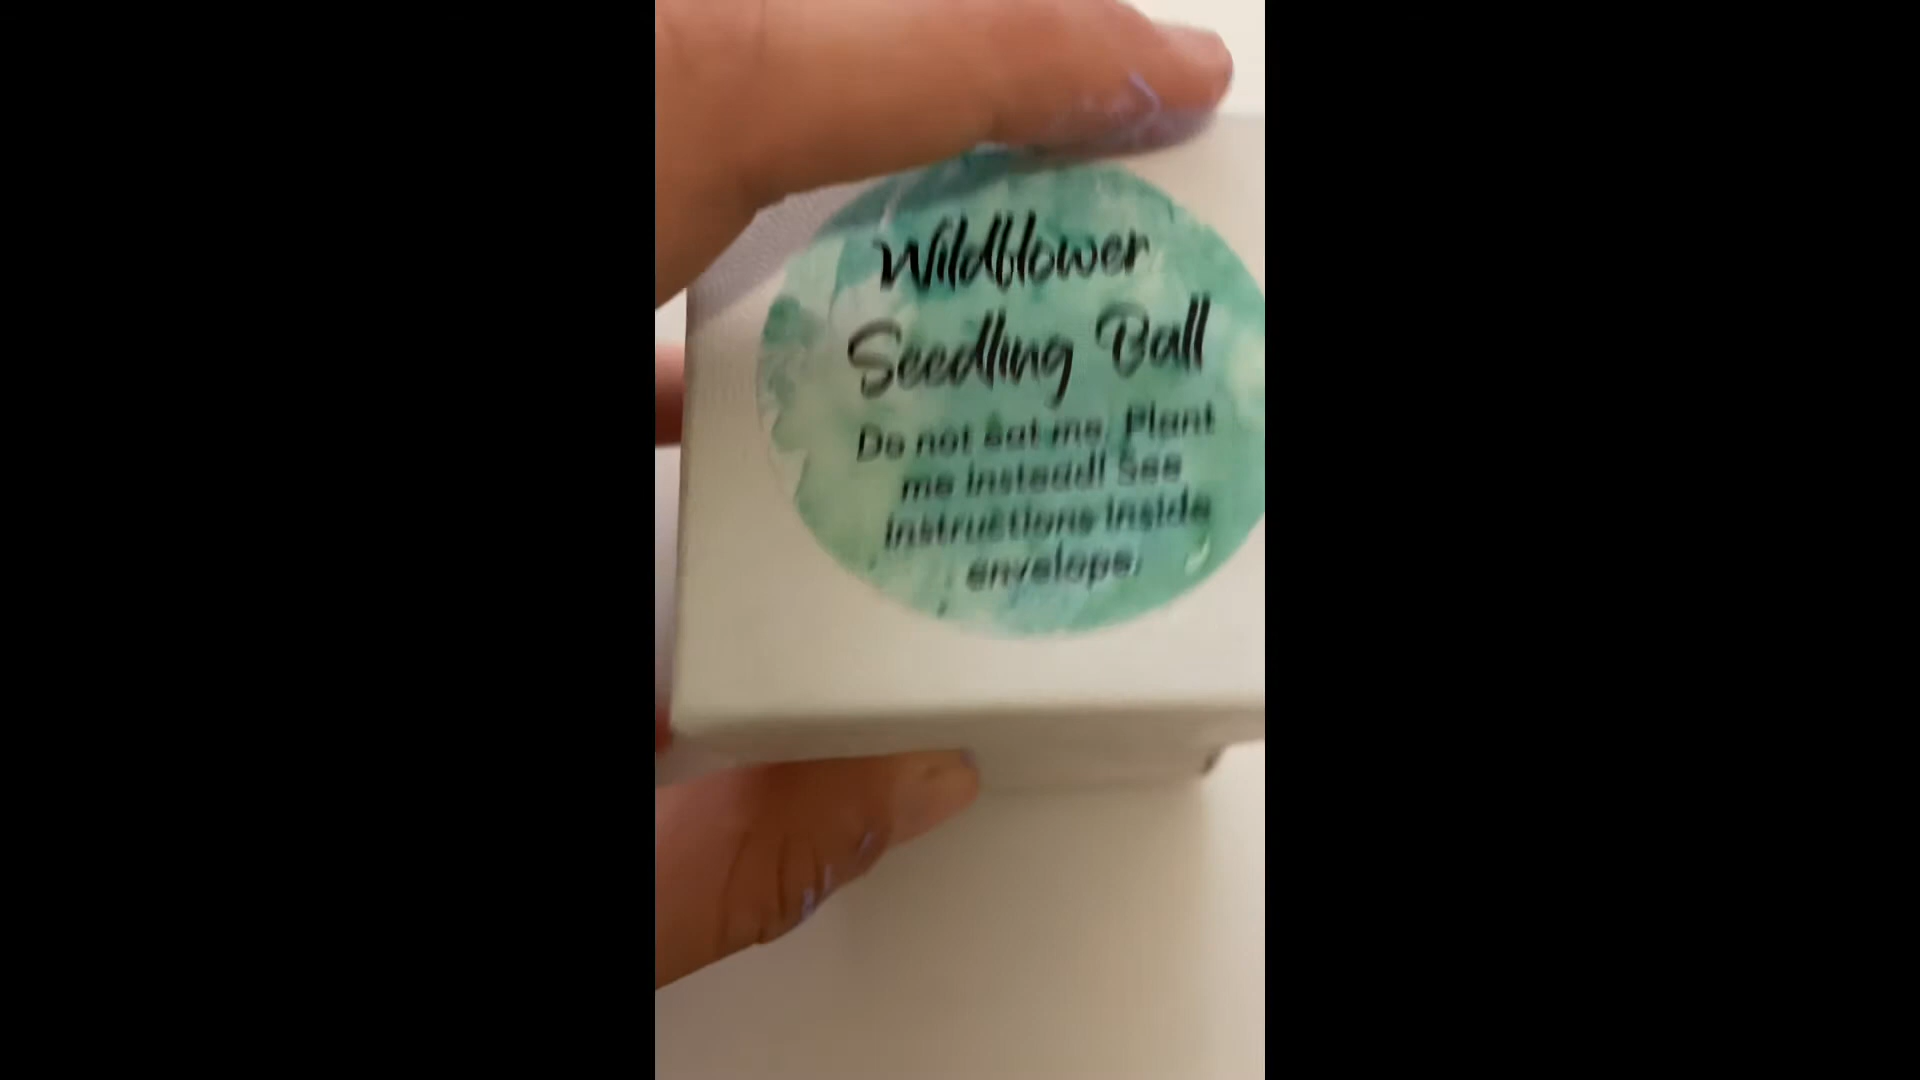 Wildflower
Seedling Ball
Do not eat me. Plant
me instead! See
instructions inside
envelope.